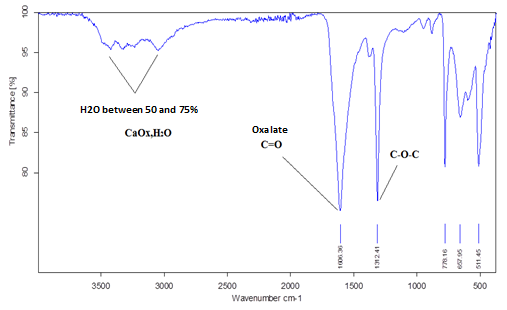 100
95
90
85
80
Transmittance [%]
H2O between 50 and 75%
CaOx,H2O
Oxalate
C=O
C-O-C
1606.36
1312.41
778.16
657.95
511.45
3500
3000
2500
2000
1500
1000
500
Wavenumber cm-1